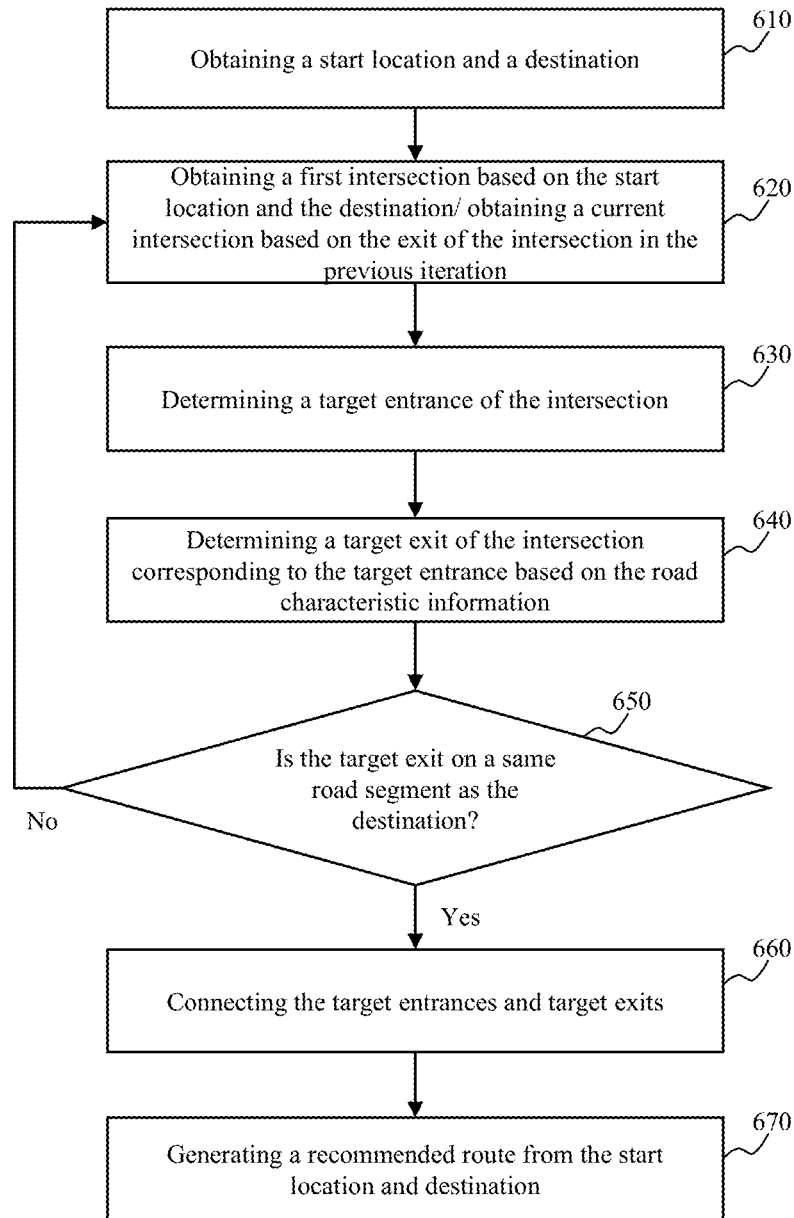 610
Obtaining a start location and a destination
Obtaining a first intersection based on the start
location and the destination/ obtaining a current
intersection based on the exit of the intersection in the
previous iteration
620
630
Determining a target entrance of the intersection
640
Determining a target exit of the intersection
corresponding to the target entrance based on the road
characteristic information
650
Is the target exit on a same
road segment as the
destination?
No
Yes
660
Connecting the target entrances and target exits
670
Generating a recommended route from the start
location and destination